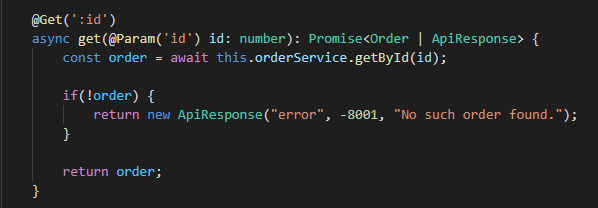 @Get(':id')
async get(@Param('id') id: number): Promise<Order | ApiResponse> {
const order = await this.orderService.getById(id);
if(!order) {
return new ApiResponse("error", -8001, "No such order found.");
}
return order;
}